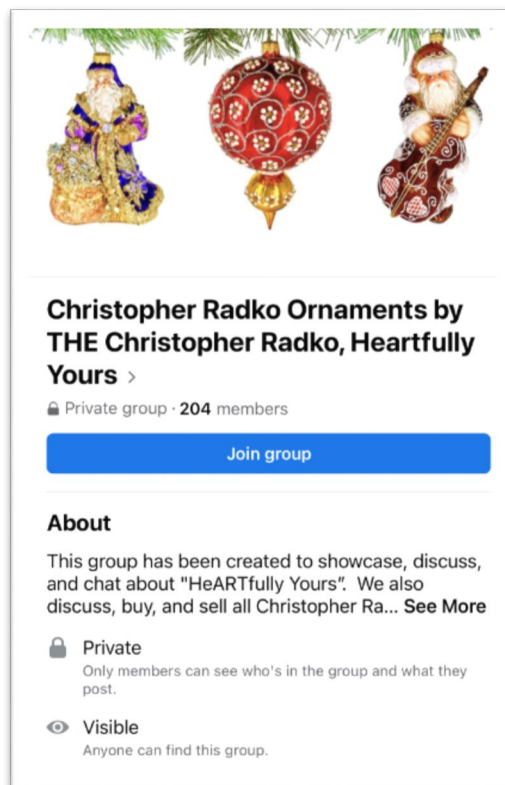 Christopher Radko Ornaments by
THE Christopher Radko, Heartfully
Yours >
Private group · 204 members
Join group
About
This group has been created to showcase, discuss,
and chat about "HeARTfully Yours”.  We also
discuss, buy, and sell all Christopher Ra... See More
Private
Only members can see who's in the group and what they
post.
Visible
Anyone can find this group.